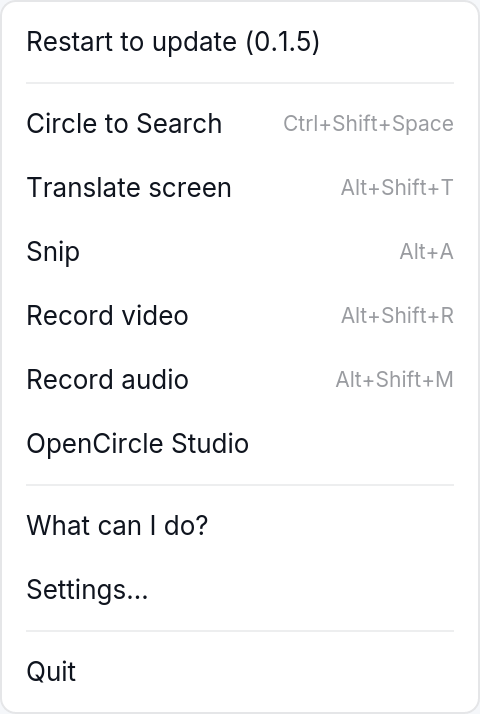 Restart to update (0.1.5)
Circle to Search Ctrl+Shift+Space
Translate screen Alt+Shift+T
Snip Alt+A
Record video Alt+Shift+R
Record audio Alt+Shift+M
OpenCircle Studio
What can I do?
Settings...
Quit